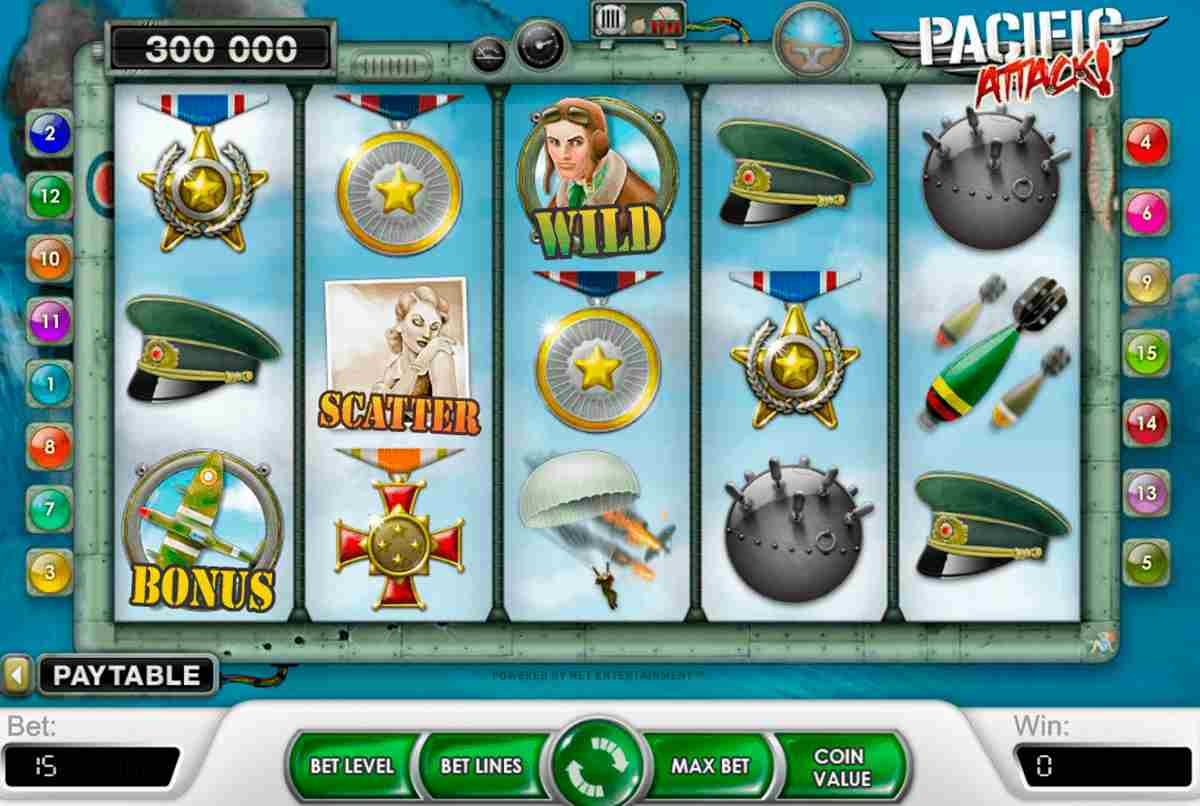 300 000
PACIFIC
ATTACK!
2
12
10
11
1
8
7
3
WILD
SCATTER
BONUS
4
6
9
15
14
13
5
PAYTABLE
POWERED BY NET ENTERTAINMENT™
Bet:
15
BET LEVEL
BET LINES
MAX BET
COIN
VALUE
Win:
0